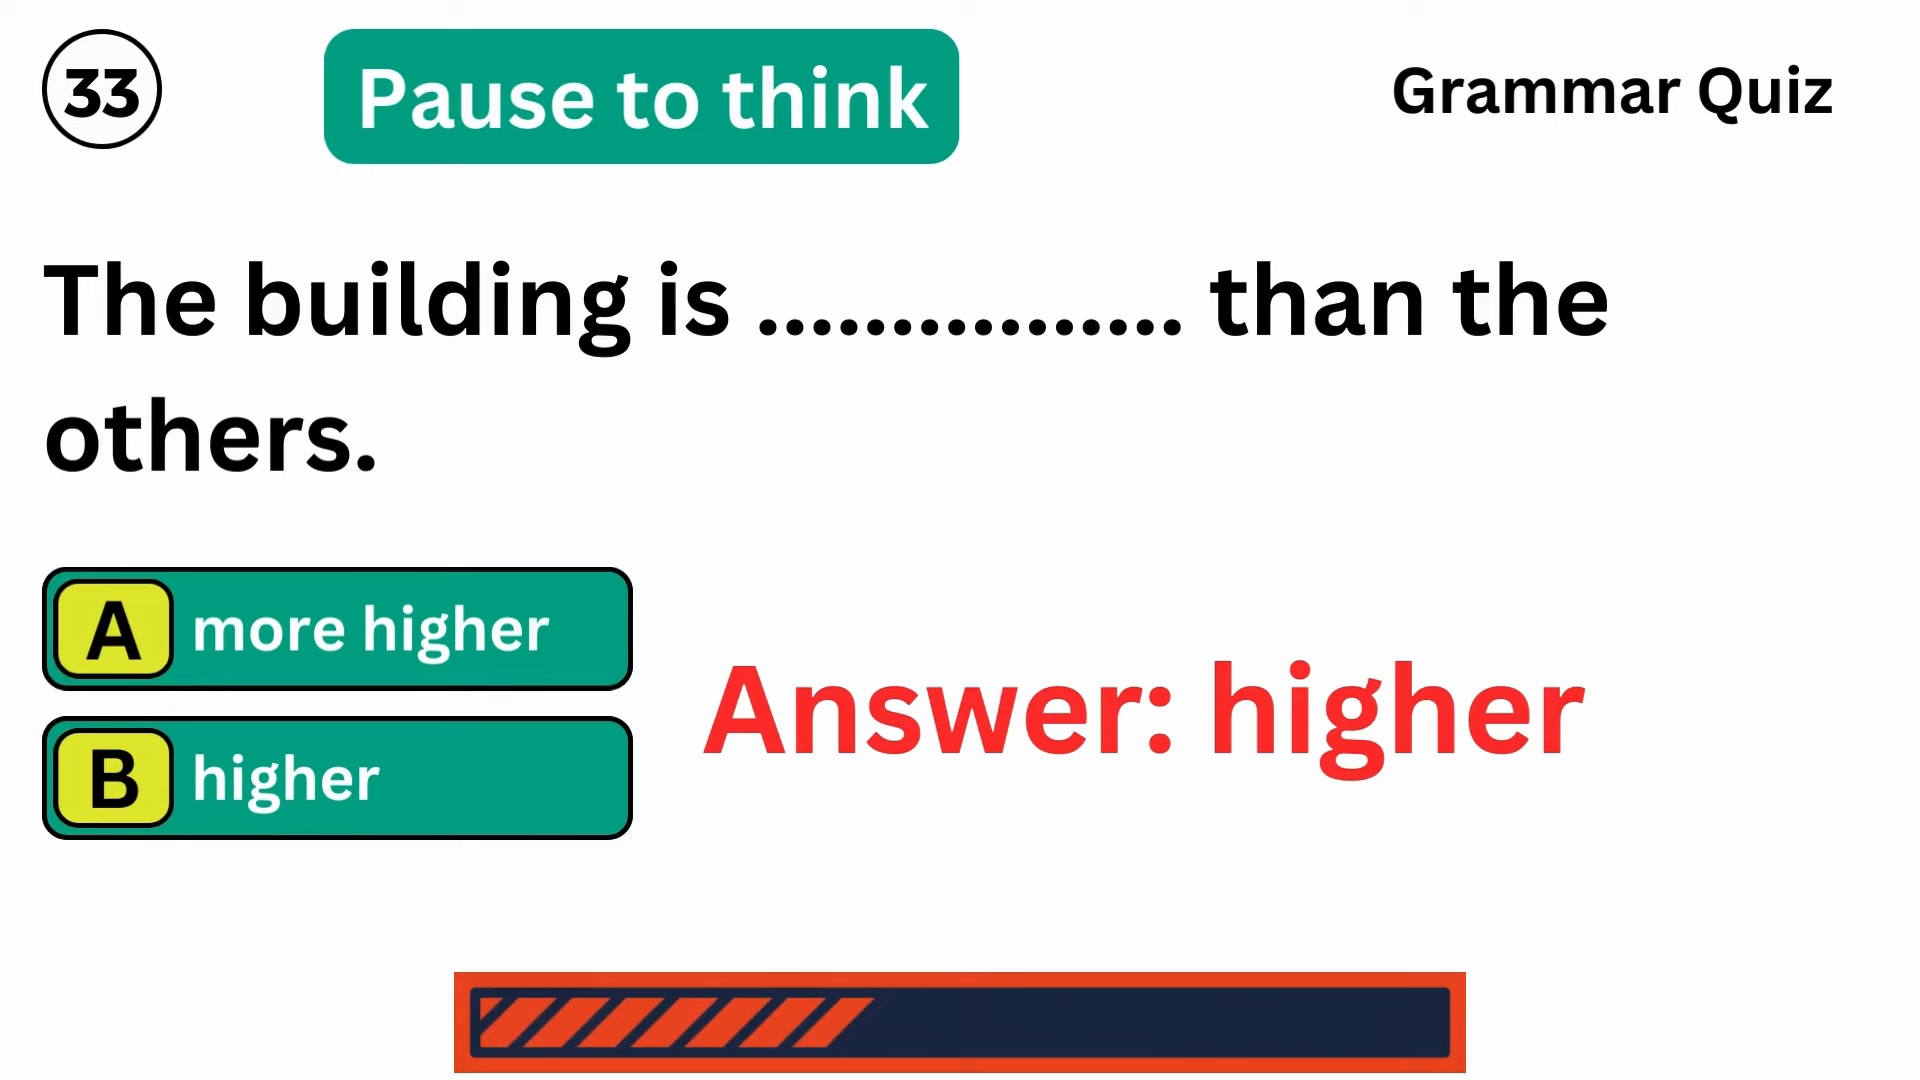 33
Pause to think
Grammar Quiz
The building is ................ than the
others.
A more higher
B higher
Answer: higher